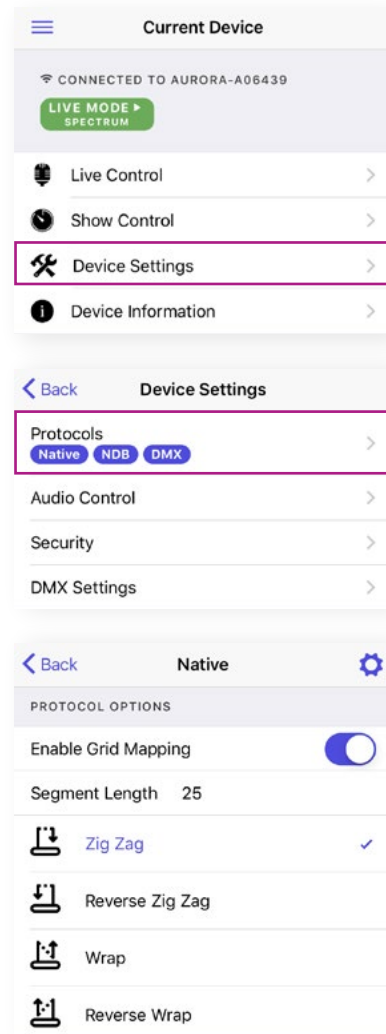 Current Device
CONNECTED TO AURORA-A06439
LIVE MODE ▶
SPECTRUM
Live Control
Show Control
Device Settings
Device Information
Back Device Settings
Protocols
Native NDB DMX
Audio Control
Security
DMX Settings
Back Native
PROTOCOL OPTIONS
Enable Grid Mapping
Segment Length 25
Zig Zag
Reverse Zig Zag
Wrap
Reverse Wrap